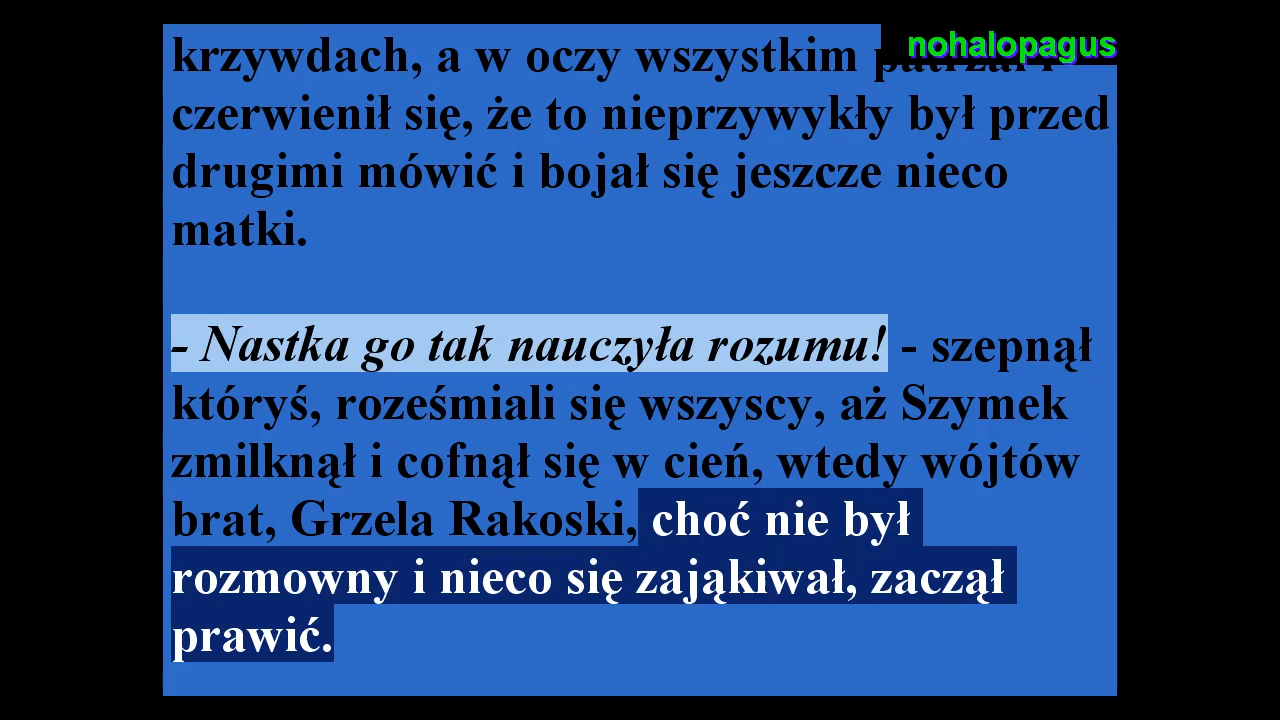 krzywdach, a w oczy wszystkim
nohalopagus
czerwienił się, że to nieprzywykły był przed
drugimi mówić i bojał się jeszcze nieco
matki.
- Nastka go tak nauczyła rozumu! - szepnął
któryś, roześmiali się wszyscy, aż Szymek
zmilknął i cofnął się w cień, wtedy wójtów
brat, Grzela Rakoski, choć nie był
rozmowny i nieco się zająkiwał, zaczął
prawić.